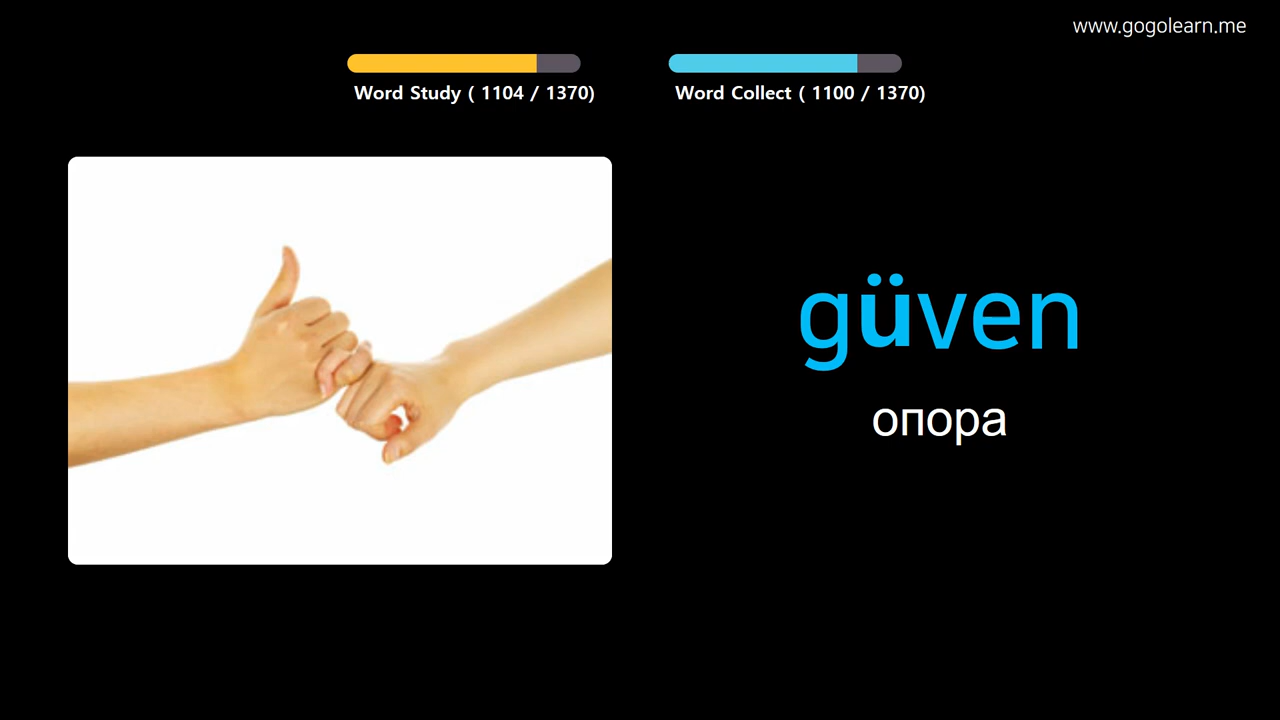 www.gogolearn.me
Word Study ( 1104 / 1370)
Word Collect ( 1100 / 1370)
güven
опора